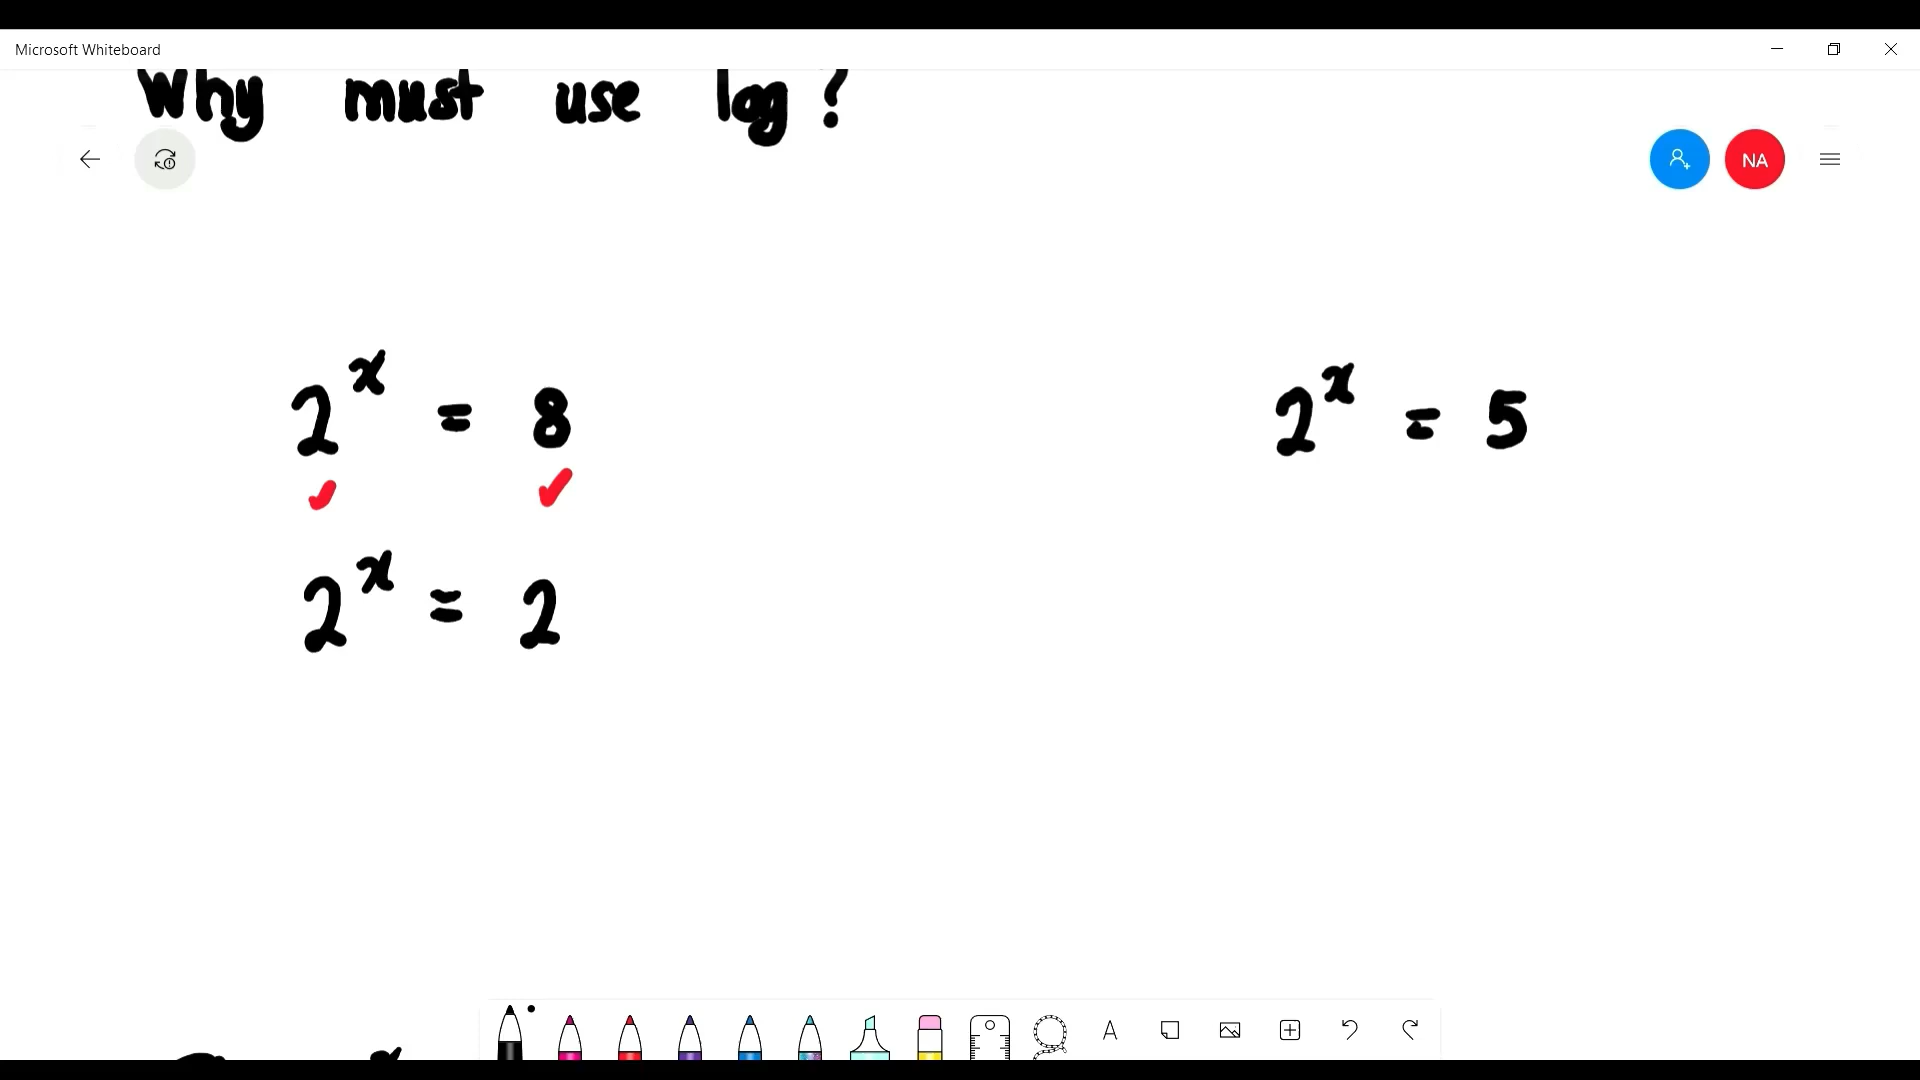 Microsoft Whiteboard
Why must use log?
NA
2^x = 8
2^x = 5
✓ ✓
2^x = 2